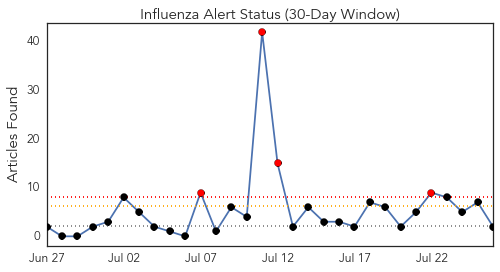 Influenza Alert Status (30-Day Window)
Articles Found
40
30
20
10
0
Jun 27
Jul 02
Jul 07
Jul 12
Jul 17
Jul 22